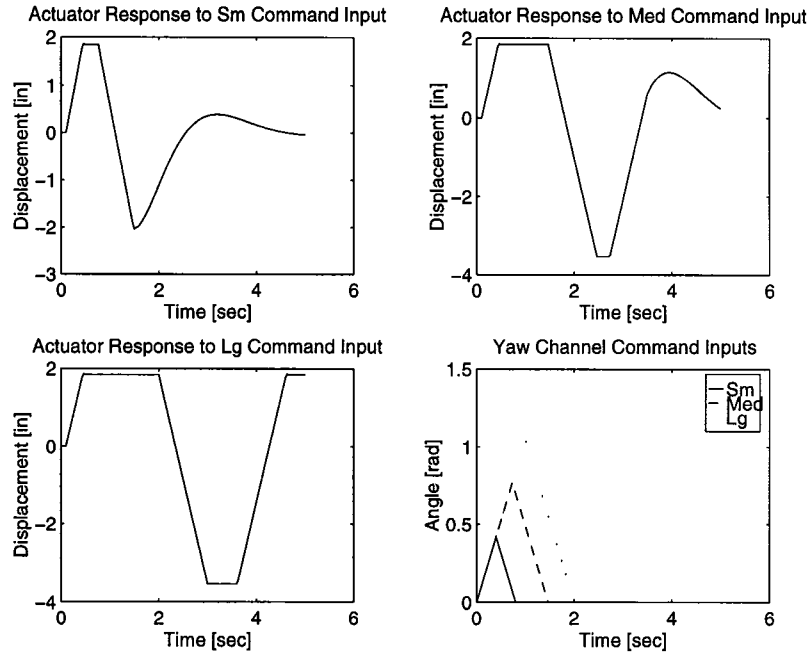 Actuator Response to Sm Command Input
2
1
0
−1
−2
−3
0
2
4
6
Displacement [in]
Time [sec]
Actuator Response to Med Command Input
2
0
−2
−4
0
2
4
6
Displacement [in]
Time [sec]
Actuator Response to Lg Command Input
2
0
−2
−4
0
2
4
6
Displacement [in]
Time [sec]
Yaw Channel Command Inputs
1.5
1
0.5
0
0
2
4
6
Angle [rad]
Time [sec]
Sm
Med
Lg